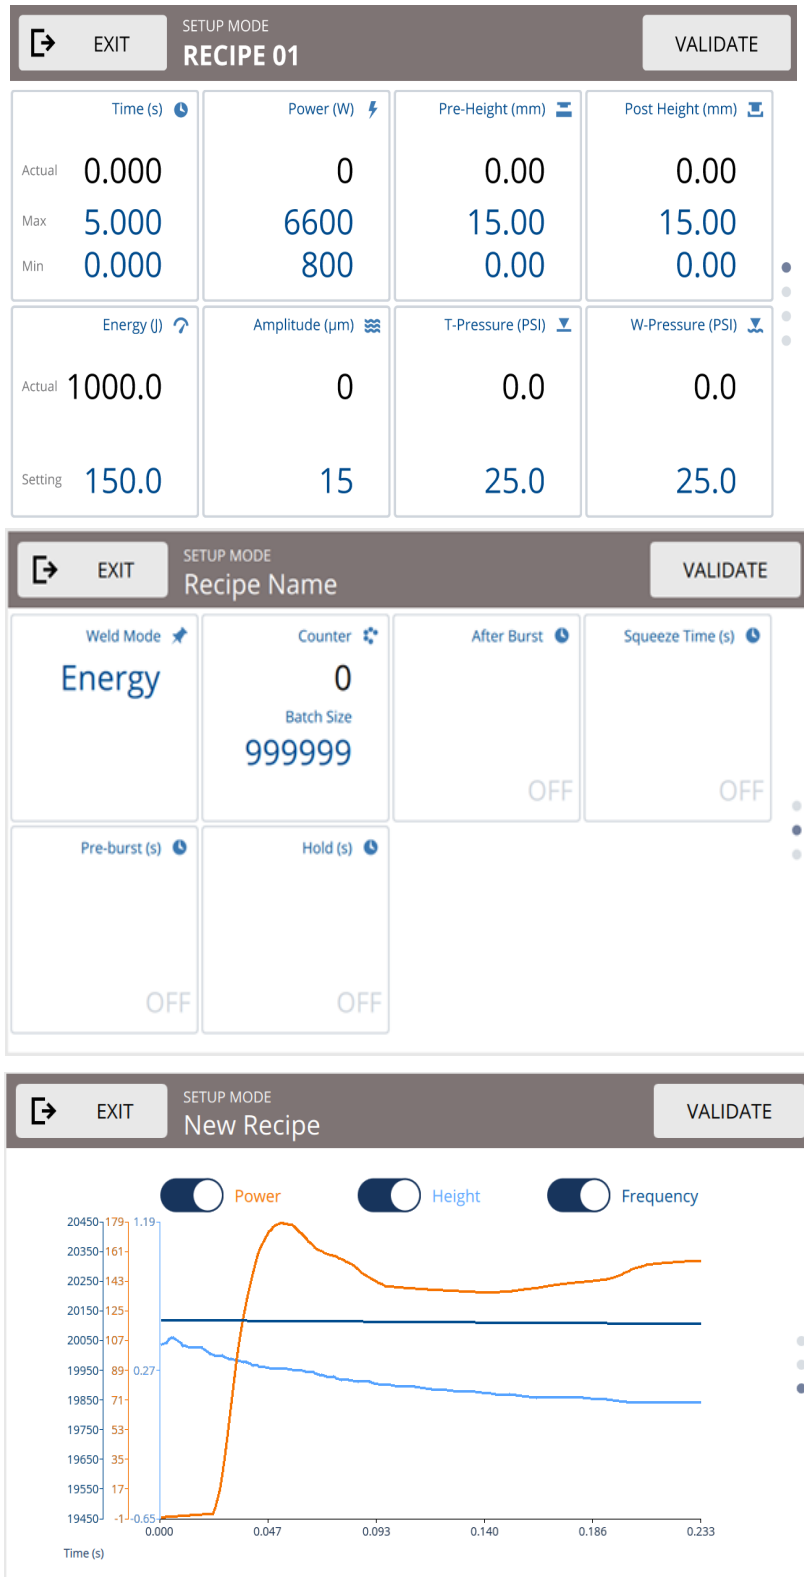 EXIT
SETUP MODE
RECIPE 01
VALIDATE
Time (s)
Power (W)
Pre-Height (mm)
Post Height (mm)
Actual 0.000 0 0.00 0.00
Max 5.000 6600 15.00 15.00
Min 0.000 800 0.00 0.00
Energy (J)
Amplitude (µm)
T-Pressure (PSI)
W-Pressure (PSI)
Actual 1000.0 0 0.0 0.0
Setting 150.0 15 25.0 25.0
EXIT
SETUP MODE
Recipe Name
VALIDATE
Weld Mode
Energy
Counter
0
Batch Size
999999
After Burst
OFF
Squeeze Time (s)
OFF
Pre-burst (s)
OFF
Hold (s)
OFF
EXIT
SETUP MODE
New Recipe
VALIDATE
Power
Height
Frequency
20450 179 1.19
20350 161
20250 143
20150 125
20050 107
19950 89 0.27
19850 71
19750 53
19650 35
19550 17
19450 -1 -0.65
0.000 0.047 0.093 0.140 0.186 0.233
Time (s)